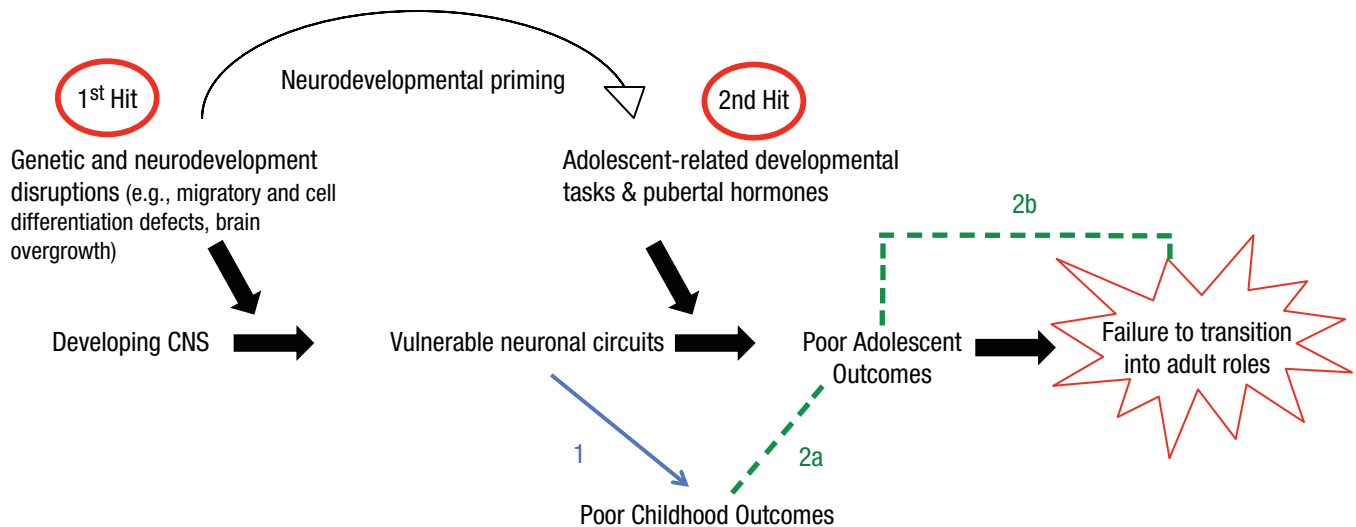 Neurodevelopmental priming
1st Hit
2nd Hit
Genetic and neurodevelopment
disruptions (e.g., migratory and cell
differentiation defects, brain
overgrowth)
Adolescent-related developmental
tasks & pubertal hormones
2b
Developing CNS
Vulnerable neuronal circuits
Poor Adolescent
Outcomes
Failure to transition
into adult roles
1
2a
Poor Childhood Outcomes